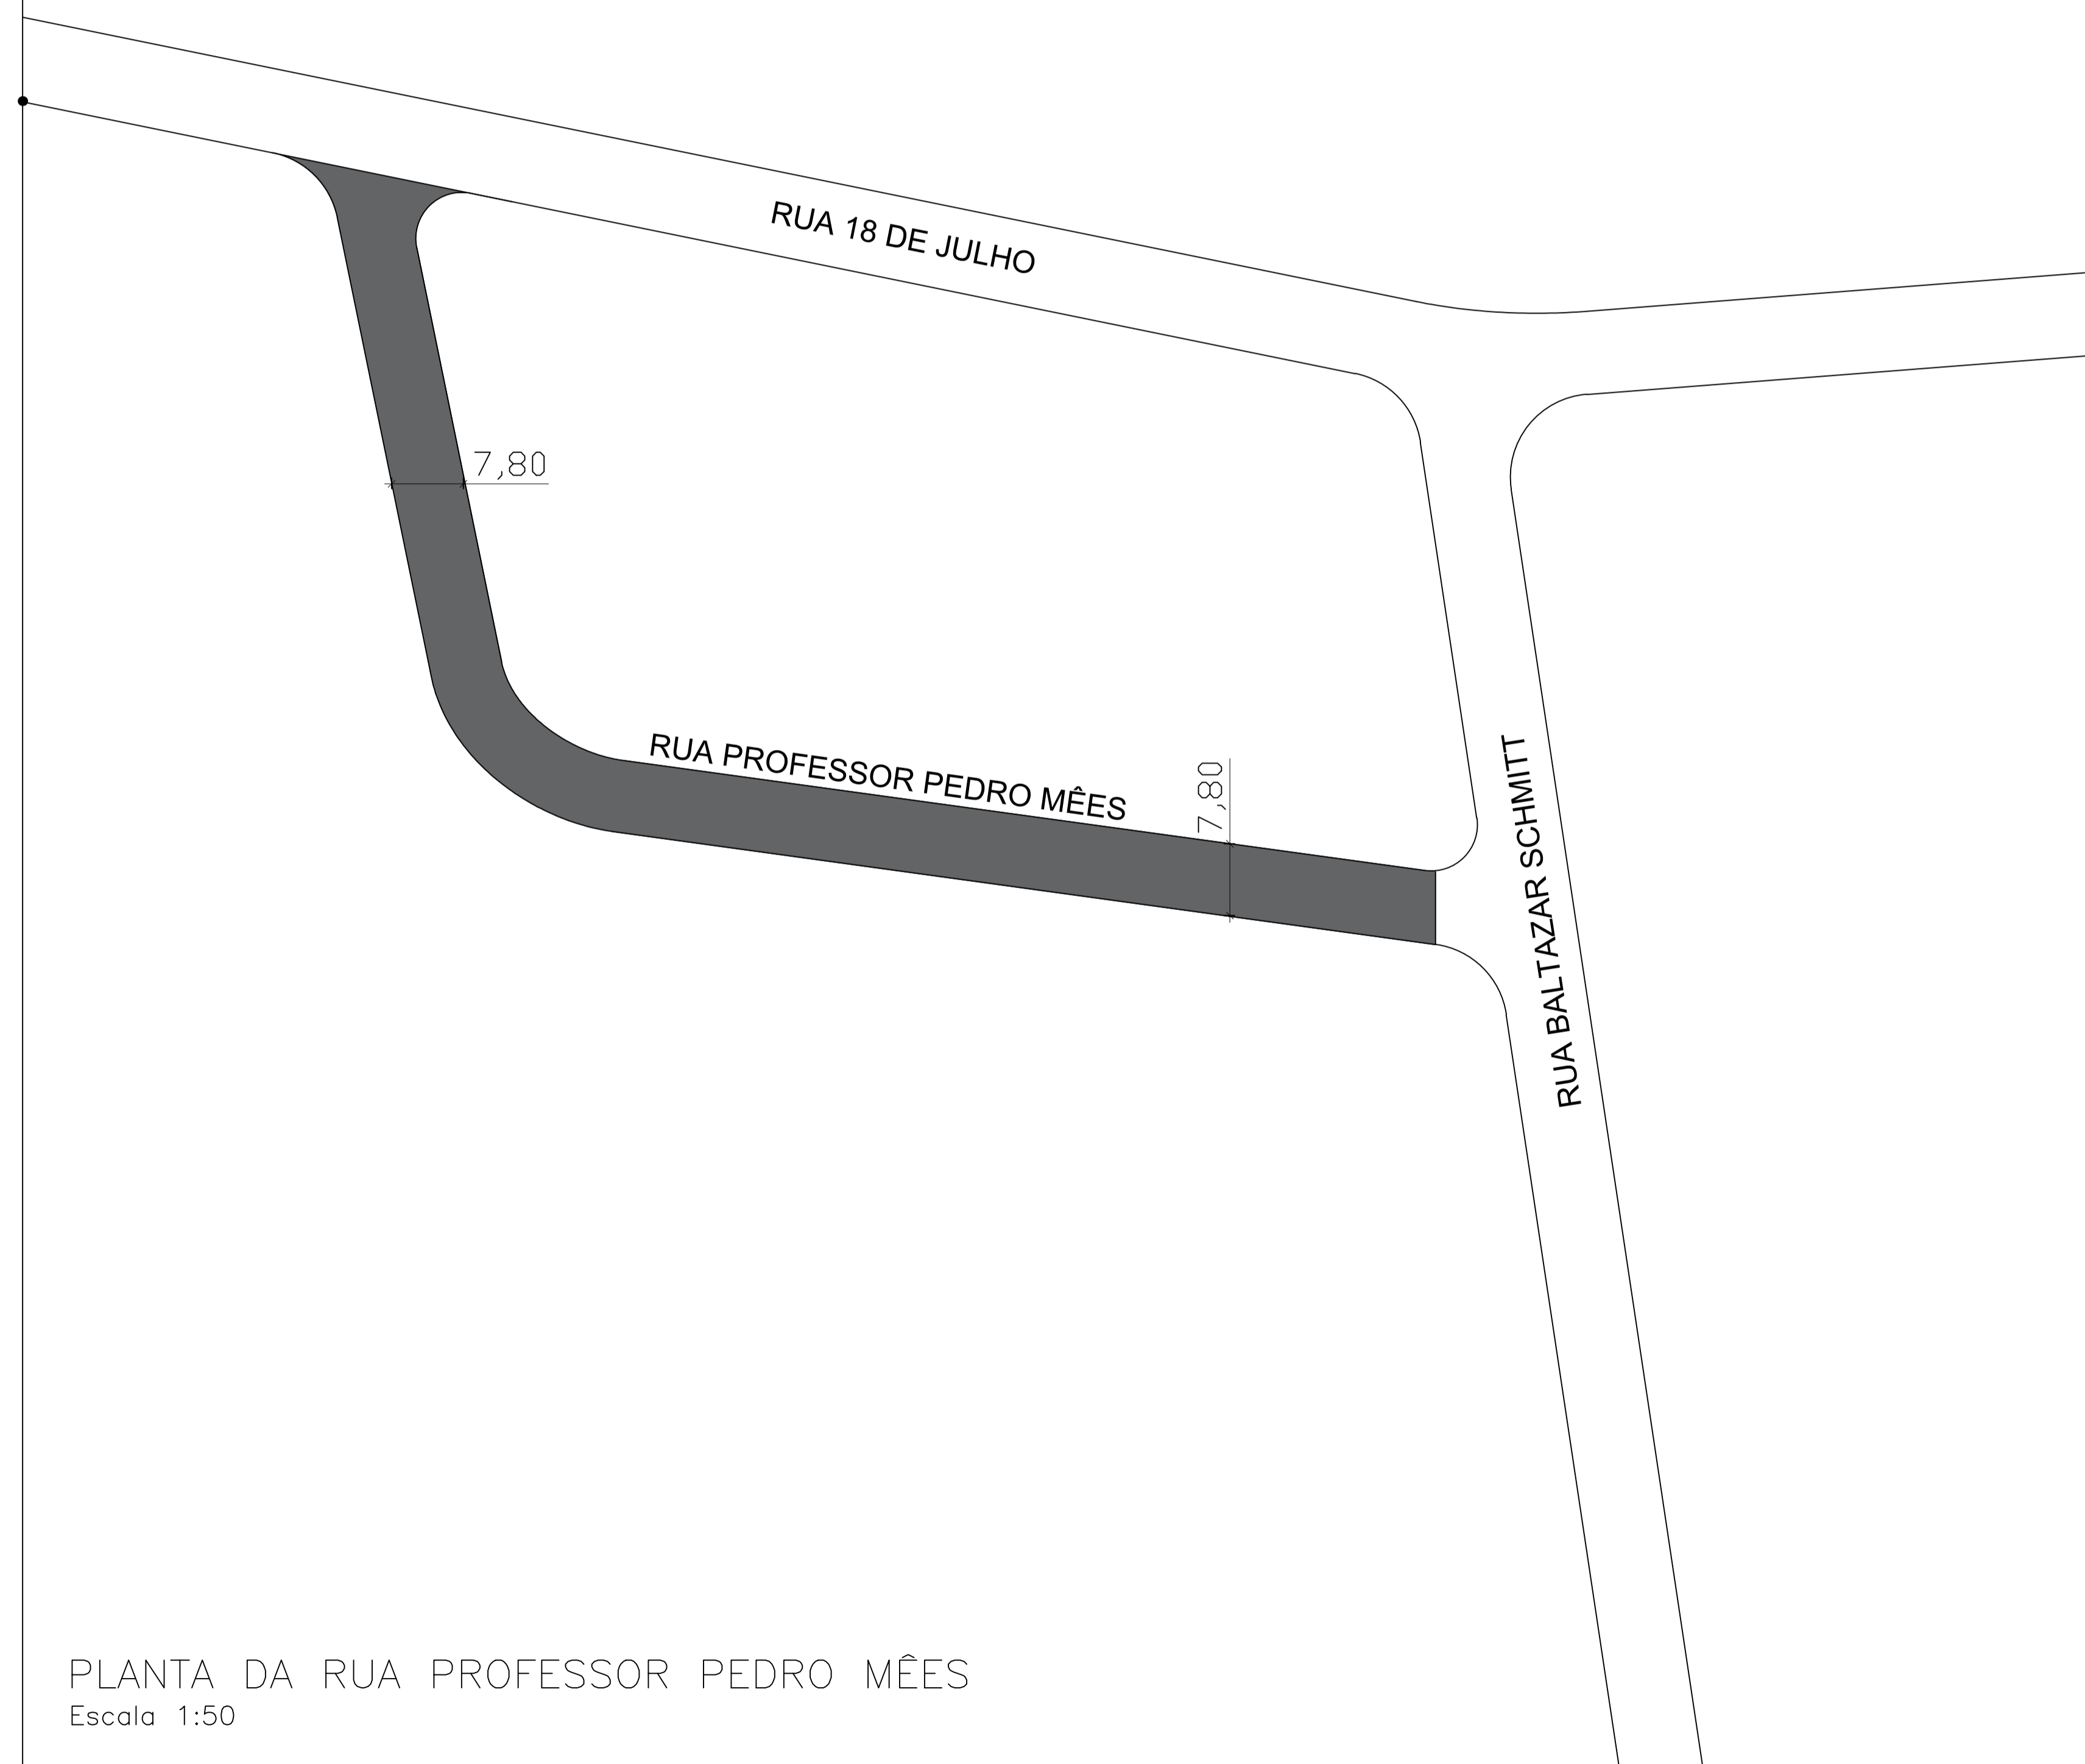 RUA 18 DE JULHO
7,80
RUA PROFESSOR PEDRO MÊES
7,80
RUA BALTAZAR SCHMITT
PLANTA DA RUA PROFESSOR PEDRO MÊES
Escala 1:50